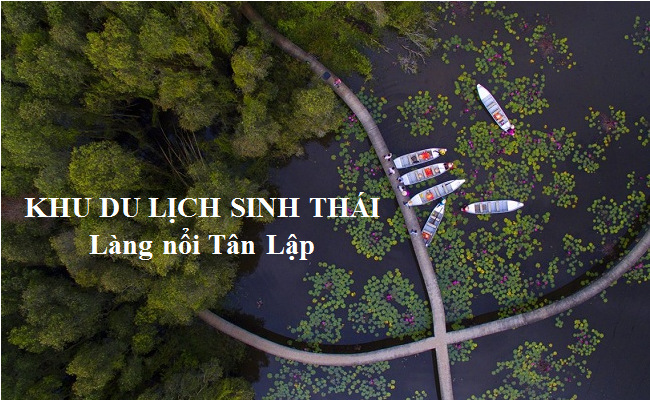 KHU DU LỊCH SINH THÁI
Làng nổi Tân Lập